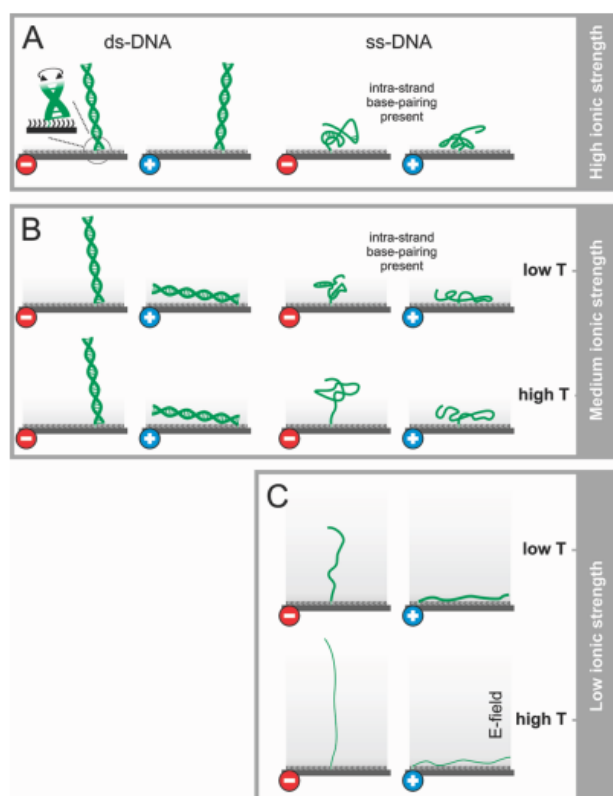 A
ds-DNA
ss-DNA
intra-strand
base-pairing
present
High ionic strength
B
intra-strand
base-pairing
present
low T
high T
Medium ionic strength
C
low T
E-field
high T
Low ionic strength